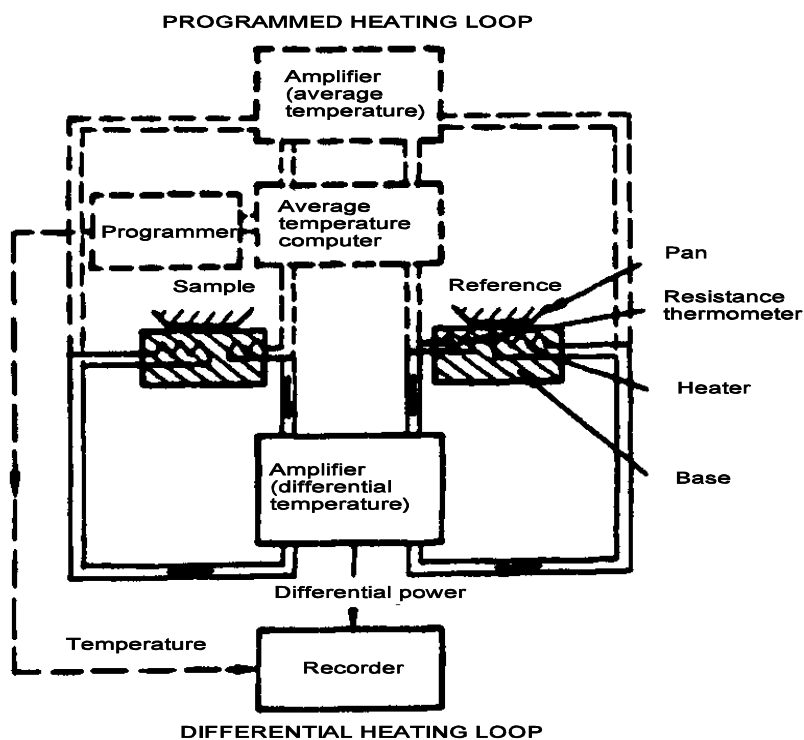 PROGRAMMED HEATING LOOP
Amplifier
(average
temperature)
Programmer
Average
temperature
computer
Sample
Reference
Pan
Resistance
thermometer
Heater
Base
Amplifier
(differential
temperature)
Differential power
Temperature
Recorder
DIFFERENTIAL HEATING LOOP